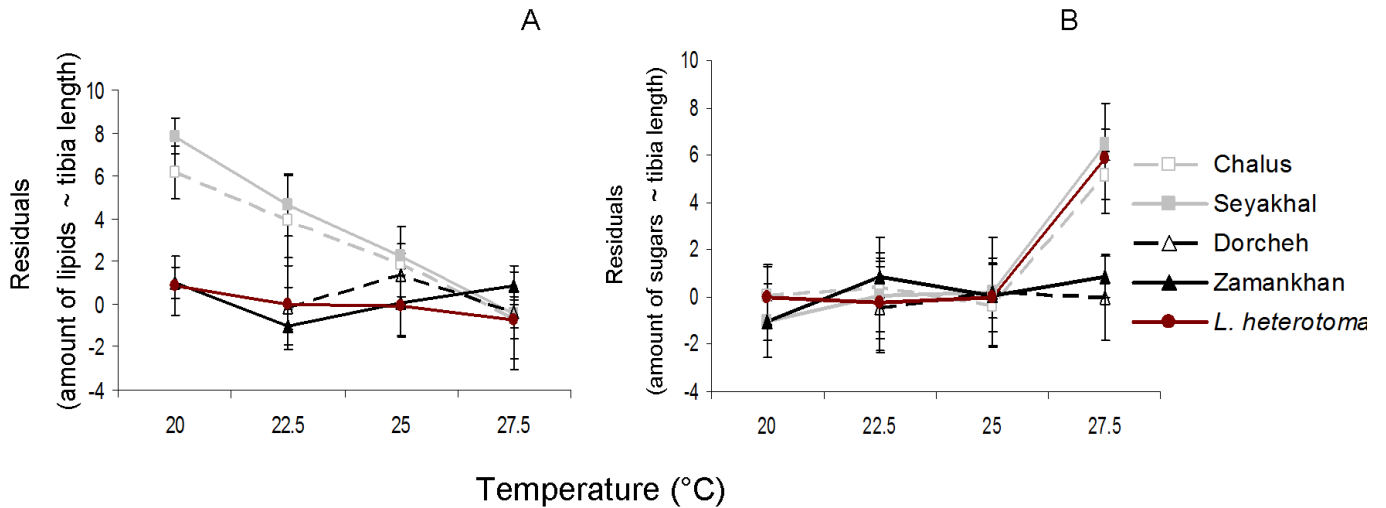 A
Residuals
(amount of lipids ~ tibia length)
10
8
6
4
2
0
-2
-4
20 22.5 25 27.5
B
Residuals
(amount of sugars ~ tibia length)
10
8
6
4
2
0
-2
-4
20 22.5 25 27.5
Chalus
Seyakhal
Dorcheh
Zamankhan
L. heterotoma
Temperature (°C)